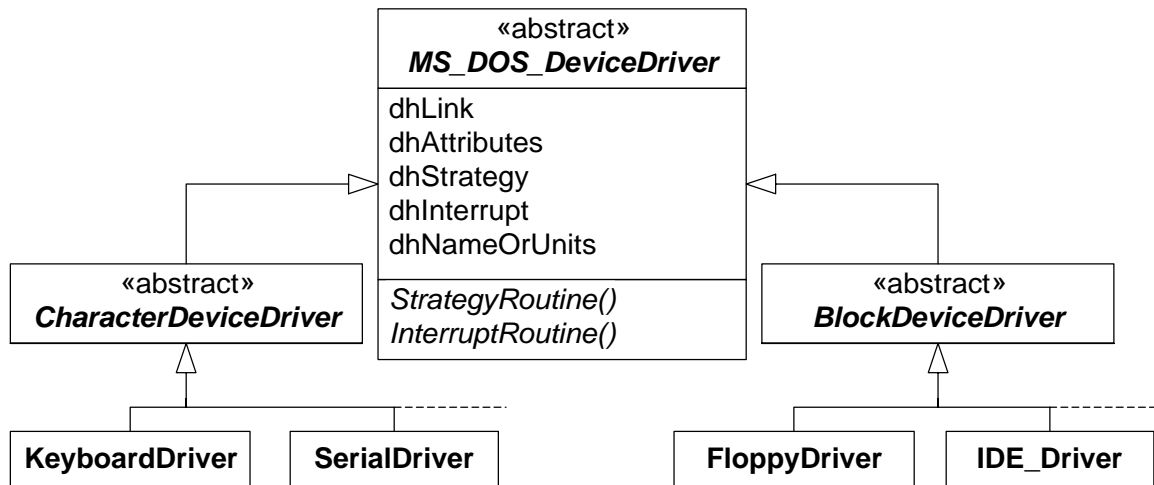 «abstract»
MS_DOS_DeviceDriver
dhLink
dhAttributes
dhStrategy
dhInterrupt
dhNameOrUnits
StrategyRoutine()
InterruptRoutine()
«abstract»
CharacterDeviceDriver
«abstract»
BlockDeviceDriver
KeyboardDriver
SerialDriver
FloppyDriver
IDE_Driver